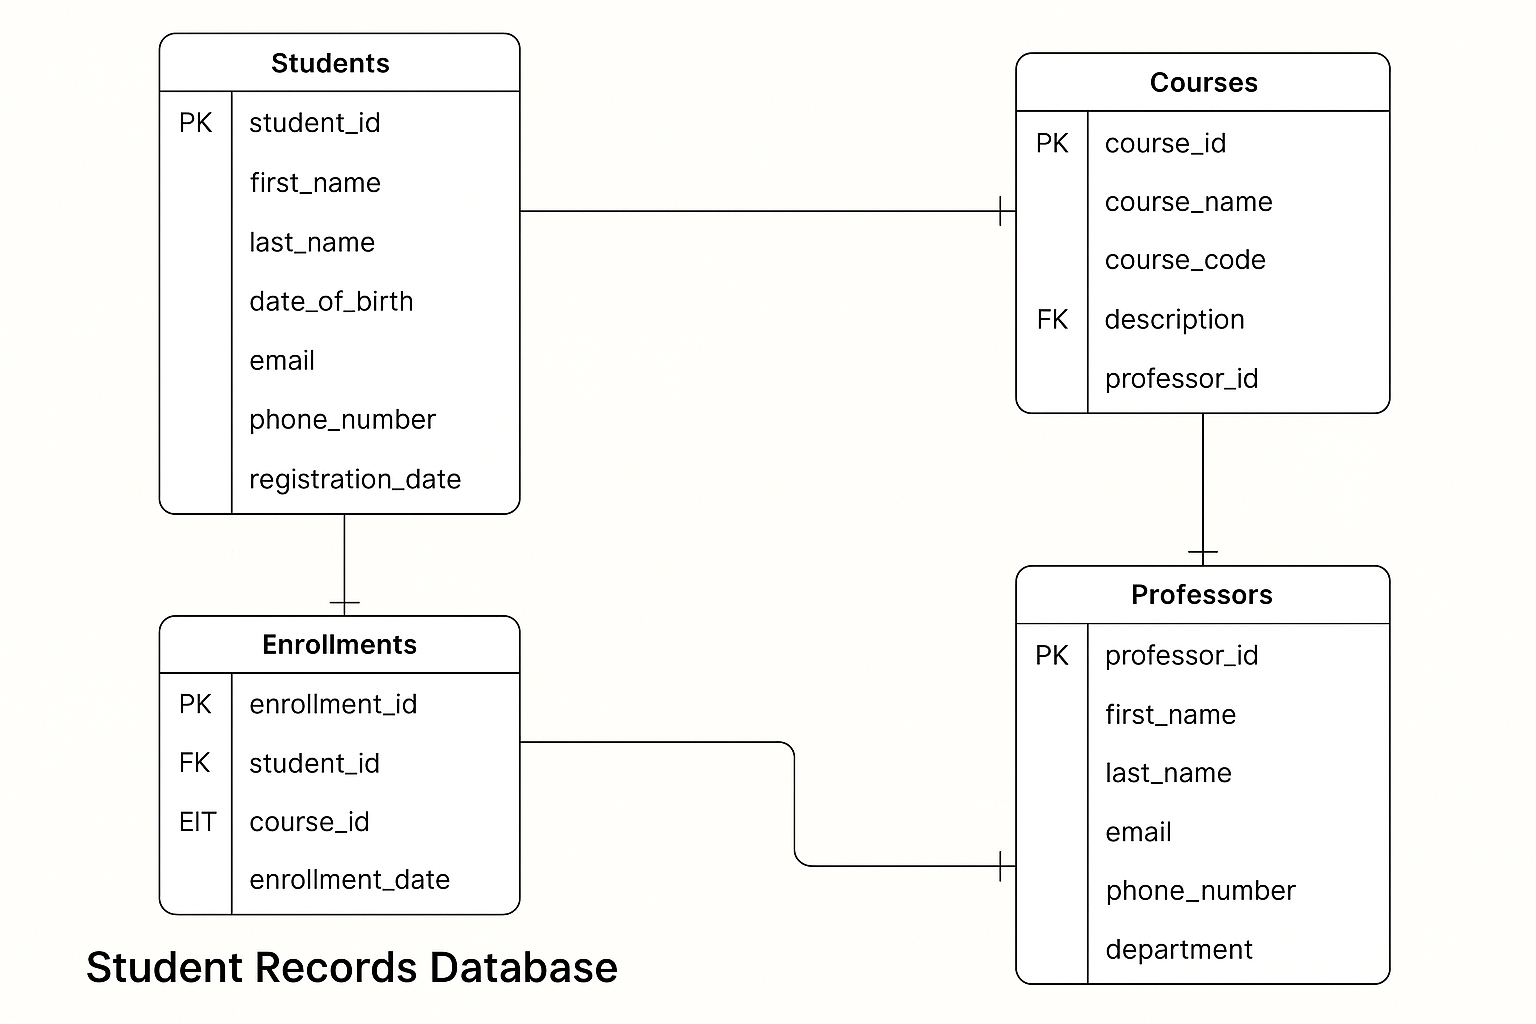 Students
PK student_id
first_name
last_name
date_of_birth
email
phone_number
registration_date
Courses
PK course_id
course_name
course_code
FK description
professor_id
Enrollments
PK enrollment_id
FK student_id
EIT course_id
enrollment_date
Professors
PK professor_id
first_name
last_name
email
phone_number
department
Student Records Database